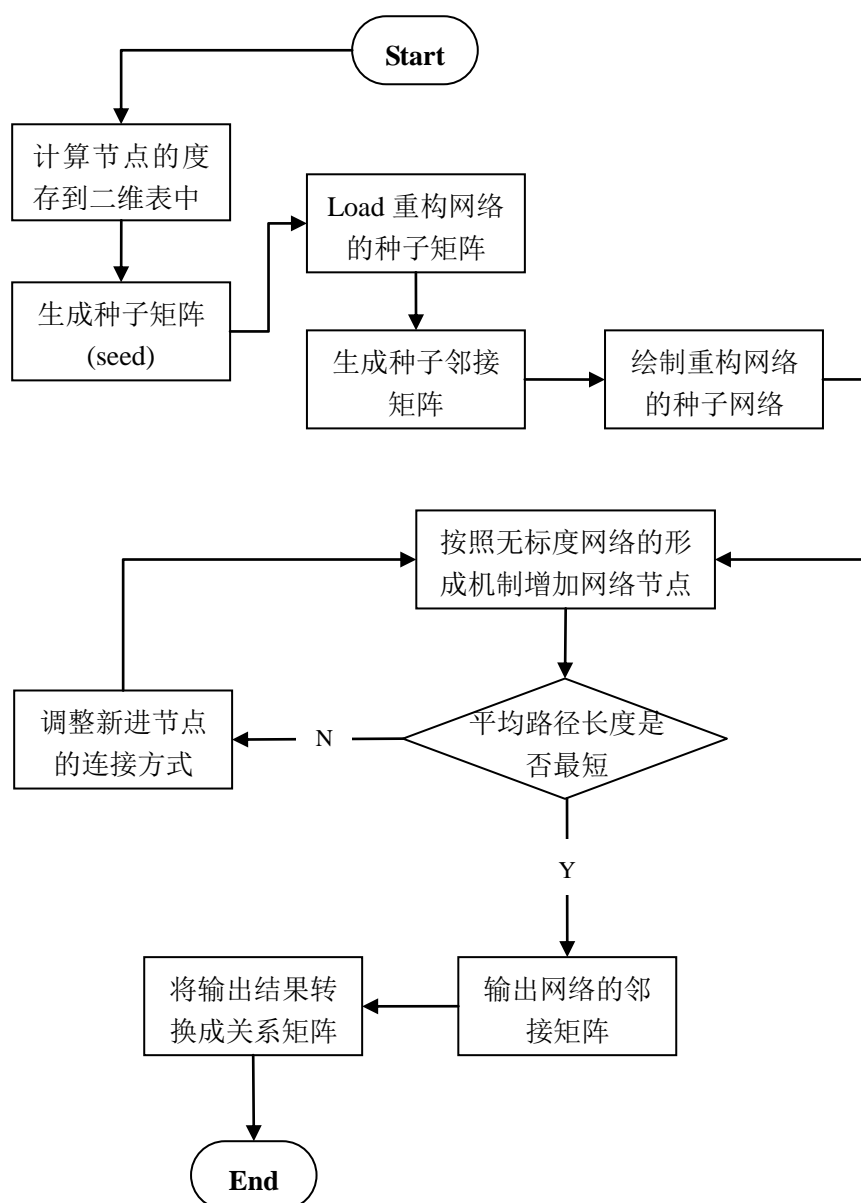 Start
计算节点的度
存到二维表中
生成种子矩阵
(seed)
Load 重构网络
的种子矩阵
生成种子邻接
矩阵
绘制重构网络
的种子网络
按照无标度网络的形
成机制增加网络节点
平均路径长度是
否最短
N
调整新进节点
的连接方式
Y
输出网络的邻
接矩阵
将输出结果转
换成关系矩阵
End